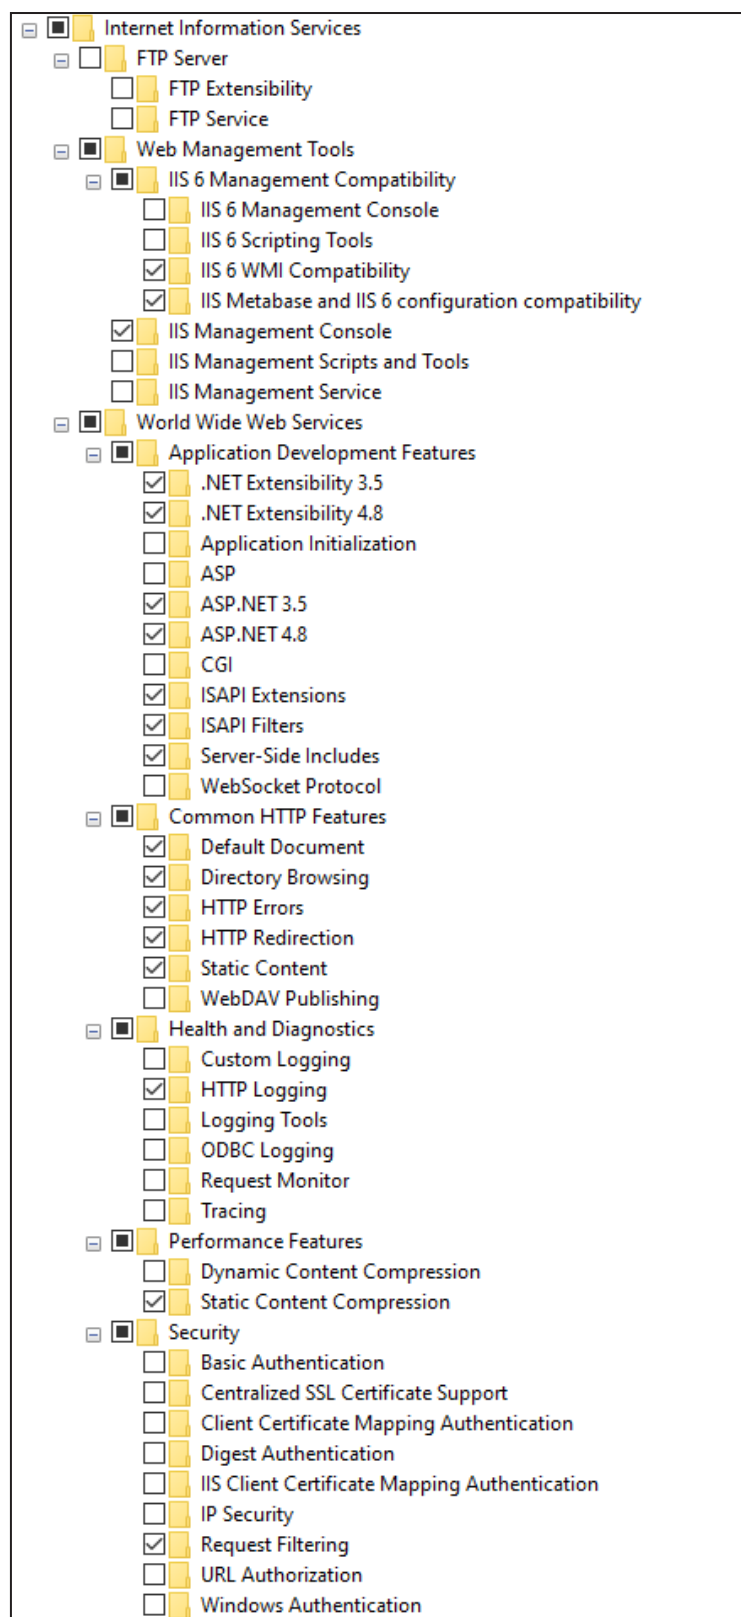 Internet Information Services
FTP Server
FTP Extensibility
FTP Service
Web Management Tools
IIS 6 Management Compatibility
IIS 6 Management Console
IIS 6 Scripting Tools
IIS 6 WMI Compatibility
IIS Metabase and IIS 6 configuration compatibility
IIS Management Console
IIS Management Scripts and Tools
IIS Management Service
World Wide Web Services
Application Development Features
.NET Extensibility 3.5
.NET Extensibility 4.8
Application Initialization
ASP
ASP.NET 3.5
ASP.NET 4.8
CGI
ISAPI Extensions
ISAPI Filters
Server-Side Includes
WebSocket Protocol
Common HTTP Features
Default Document
Directory Browsing
HTTP Errors
HTTP Redirection
Static Content
WebDAV Publishing
Health and Diagnostics
Custom Logging
HTTP Logging
Logging Tools
ODBC Logging
Request Monitor
Tracing
Performance Features
Dynamic Content Compression
Static Content Compression
Security
Basic Authentication
Centralized SSL Certificate Support
Client Certificate Mapping Authentication
Digest Authentication
IIS Client Certificate Mapping Authentication
IP Security
Request Filtering
URL Authorization
Windows Authentication